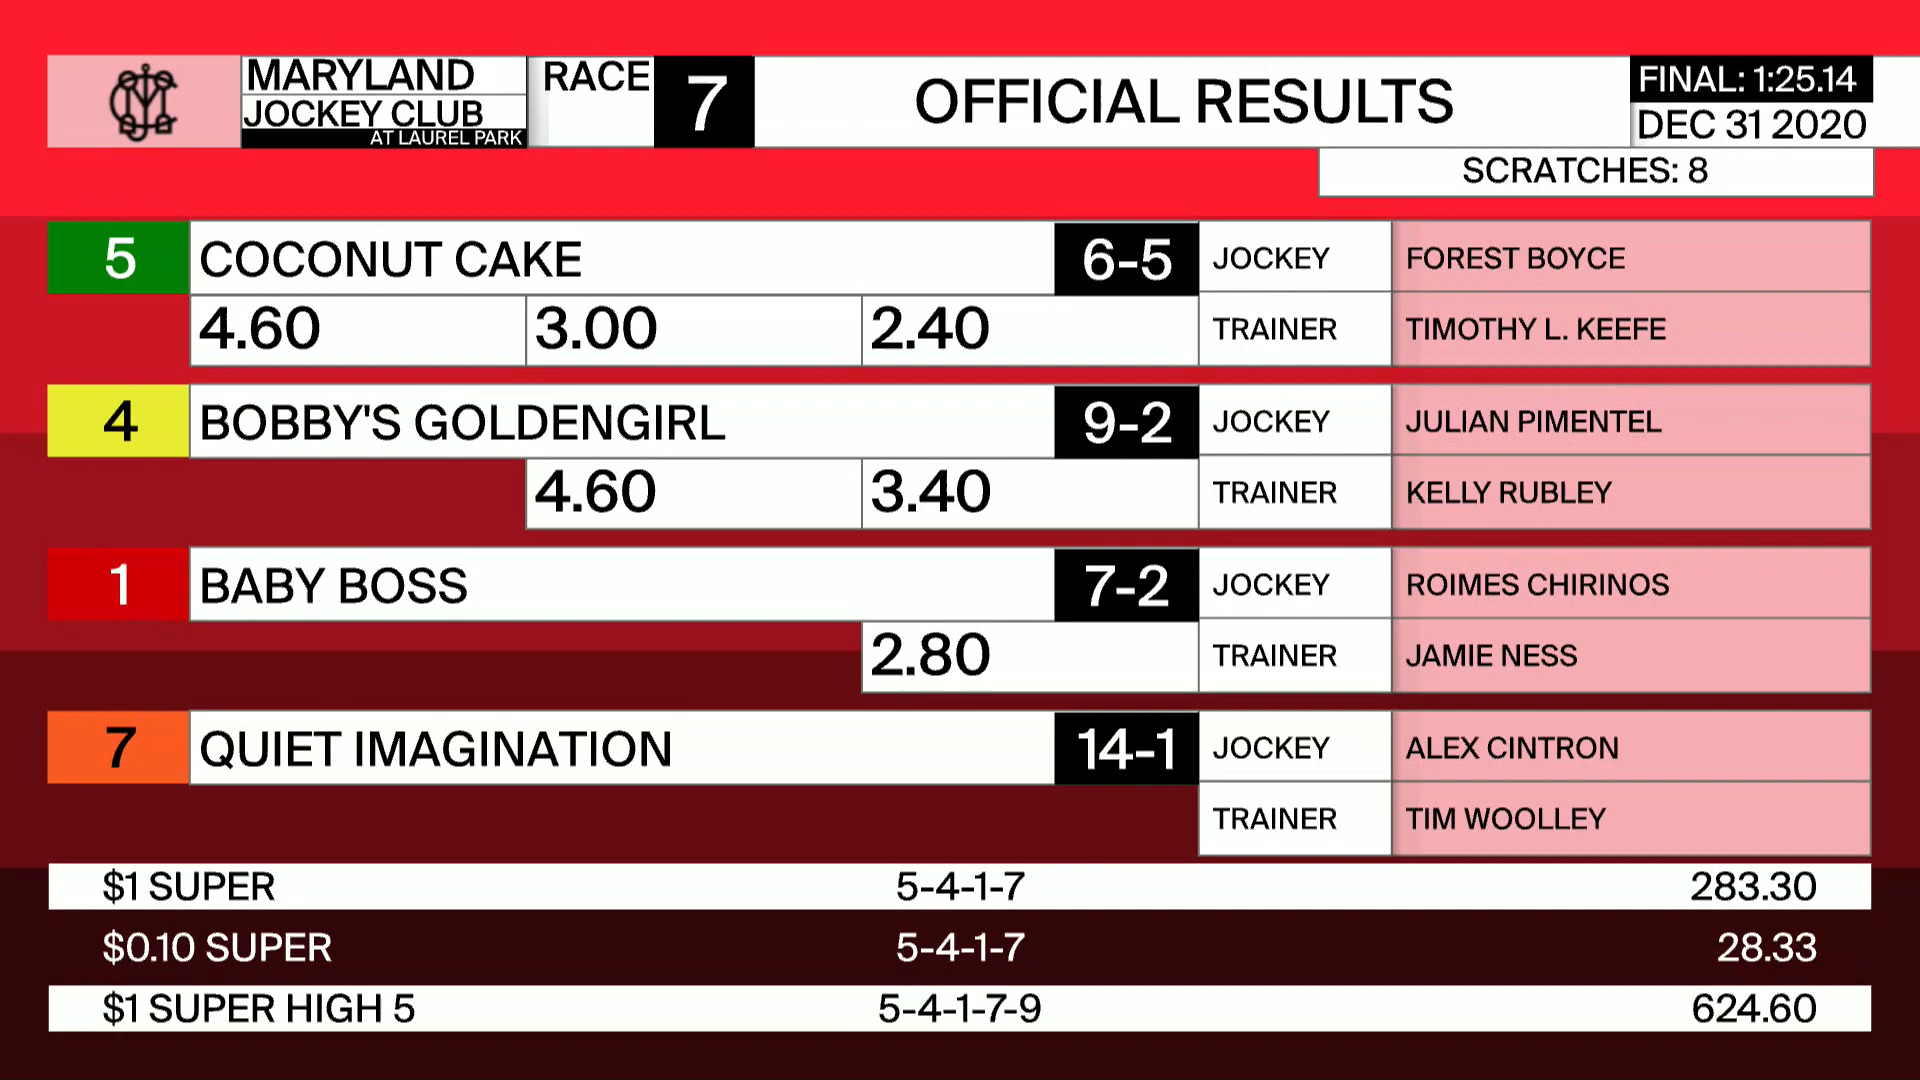 MARYLAND
JOCKEY CLUB
AT LAUREL PARK
RACE 7
OFFICIAL RESULTS
FINAL: 1:25.14
DEC 31 2020
SCRATCHES: 8
5 COCONUT CAKE 6-5 JOCKEY FOREST BOYCE
4.60 3.00 2.40 TRAINER TIMOTHY L. KEEFE
4 BOBBY'S GOLDENGIRL 9-2 JOCKEY JULIAN PIMENTEL
4.60 3.40 TRAINER KELLY RUBLEY
1 BABY BOSS 7-2 JOCKEY ROIMES CHIRINOS
2.80 TRAINER JAMIE NESS
7 QUIET IMAGINATION 14-1 JOCKEY ALEX CINTRON
TRAINER TIM WOOLLEY
$1 SUPER 5-4-1-7 283.30
$0.10 SUPER 5-4-1-7 28.33
$1 SUPER HIGH 5 5-4-1-7-9 624.60